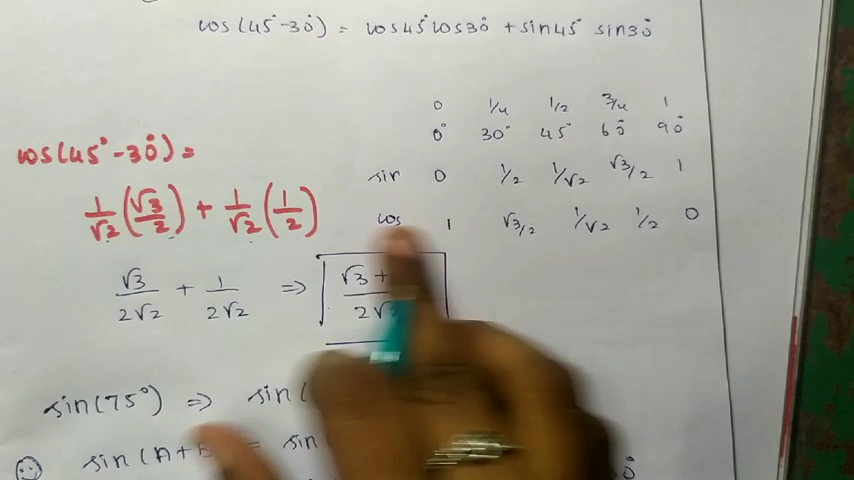 cos(45°-30°) = cos45°cos30° + sin45° sin30°
0 1/4 1/2 3/4 1
0° 30° 45° 60° 90°
sin 0 1/2 1/√2 √3/2 1
cos 1 √3/2 1/√2 1/2 0
cos(45°-30°) =
1/√2 (√3/2) + 1/√2 (1/2)
√3/2√2 + 1/2√2 ⇒ √3+ / 2√
sin(75°) ⇒ sin(
sin(A+B = sin